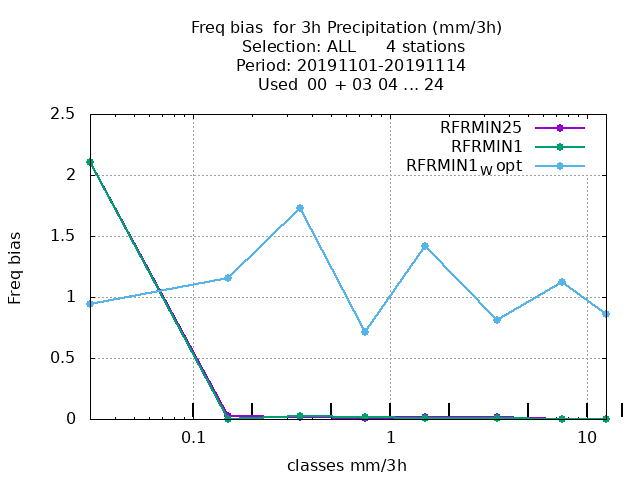 Freq bias  for 3h Precipitation (mm/3h)
Selection: ALL      4 stations
Period: 20191101-20191114
Used  00  + 03 04 ... 24
2.5
2
1.5
1
0.5
0
Freq bias
RFRMIN25
RFRMIN1
RFRMIN1W opt
0.1
1
10
classes mm/3h